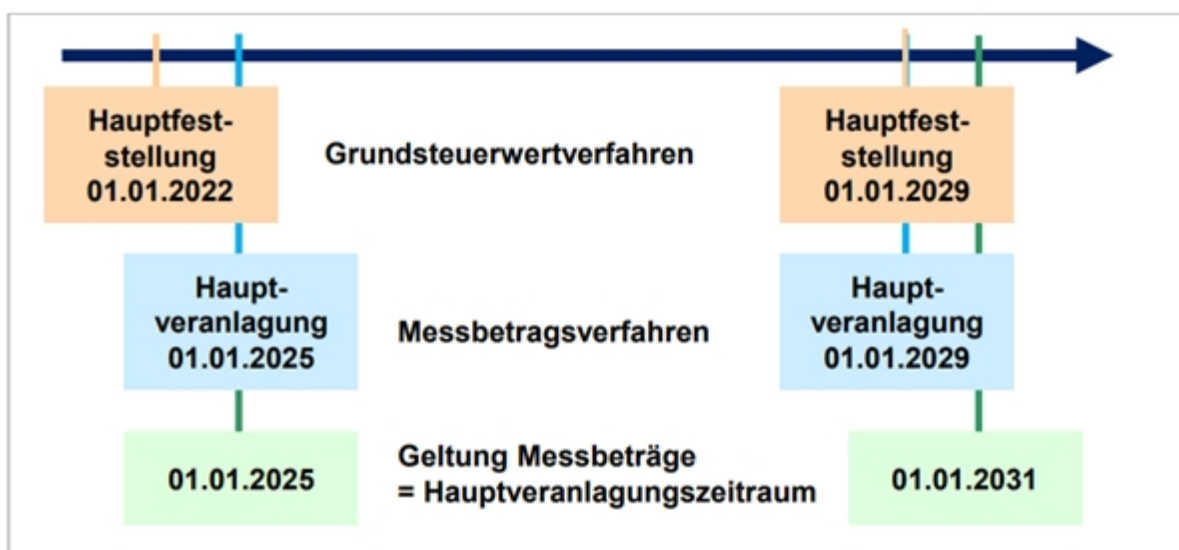 Hauptfest-
stellung
01.01.2022
Grundsteuerwertverfahren
Hauptfest-
stellung
01.01.2029
Haupt-
veranlagung
01.01.2025
Messbetragsverfahren
Haupt-
veranlagung
01.01.2029
01.01.2025
Geltung Messbeträge
= Hauptveranlagungszeitraum
01.01.2031